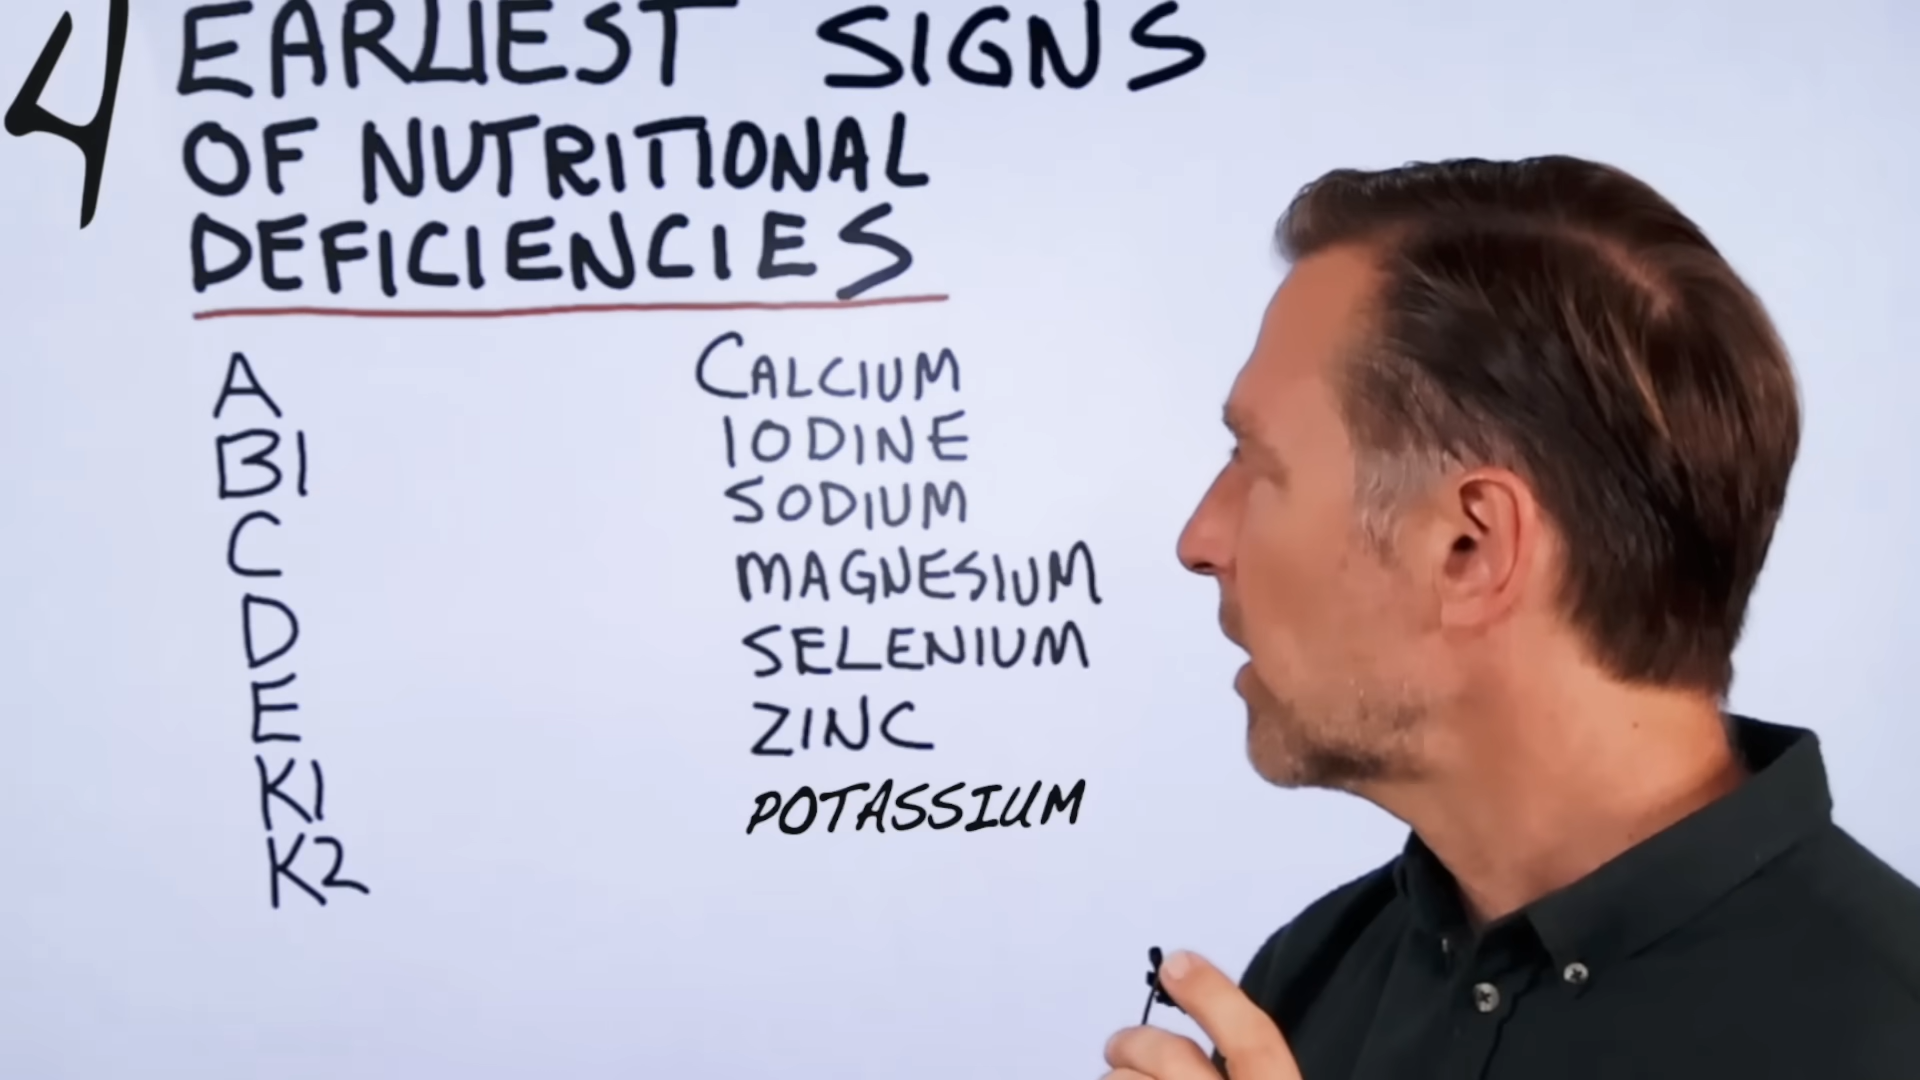 4 EARLIEST SIGNS
OF NUTRITIONAL
DEFICIENCIES
A
B1
C
D
E
K1
K2
CALCIUM
IODINE
SODIUM
MAGNESIUM
SELENIUM
ZINC
POTASSIUM